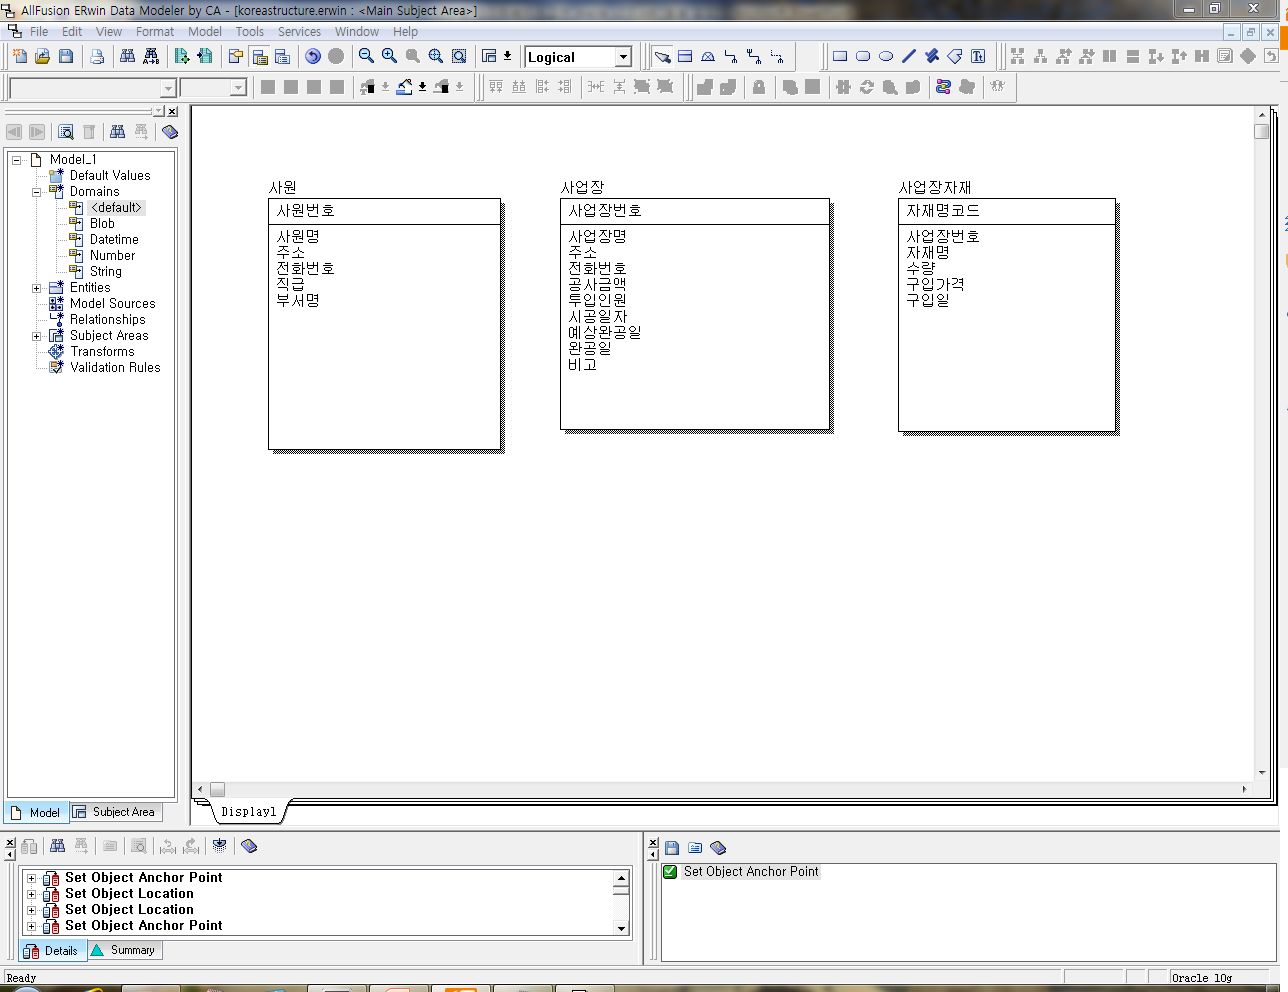 AllFusion ERwin Data Modeler by CA - [koreastructure.erwin : <Main Subject Area>]
File Edit View Format Model Tools Services Window Help
Logical
Model_1
Default Values
Domains
<default>
Blob
Datetime
Number
String
Entities
Model Sources
Relationships
Subject Areas
Transforms
Validation Rules
Model Subject Area
사원
사원번호
사원명
주소
전화번호
직급
부서명
사업장
사업장번호
사업장명
주소
전화번호
공사금액
투입인원
시공일자
예상완공일
완공일
비고
사업장자재
자재명코드
사업장번호
자재명
수량
구입가격
구입일
Display1
Set Object Anchor Point
Set Object Location
Set Object Location
Set Object Anchor Point
Details Summary
Set Object Anchor Point
Ready
Oracle 10g